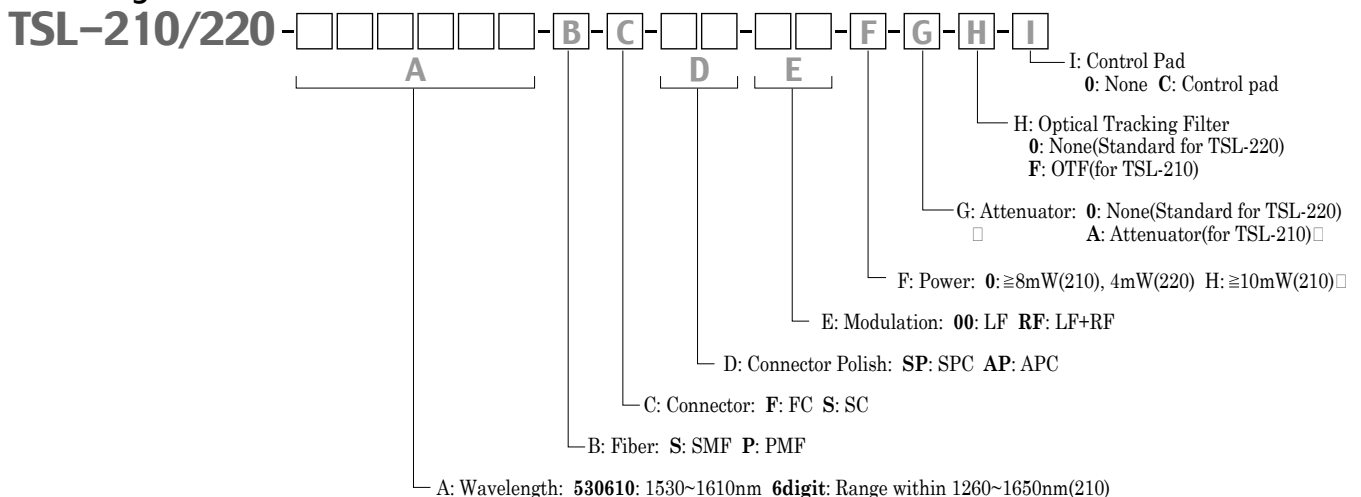 TSL-210/220-□□□□□□-B-C-□□-□□-F-G-H-I
A D E
I: Control Pad
0: None C: Control pad
H: Optical Tracking Filter
0: None(Standard for TSL-220)
F: OTF(for TSL-210)
G: Attenuator: 0: None(Standard for TSL-220)
□ A: Attenuator(for TSL-210)□
F: Power: 0:≧8mW(210), 4mW(220) H: ≧10mW(210)□
E: Modulation: 00: LF RF: LF+RF
D: Connector Polish: SP: SPC AP: APC
C: Connector: F: FC S: SC
B: Fiber: S: SMF P: PMF
A: Wavelength: 530610: 1530~1610nm 6digit: Range within 1260~1650nm(210)